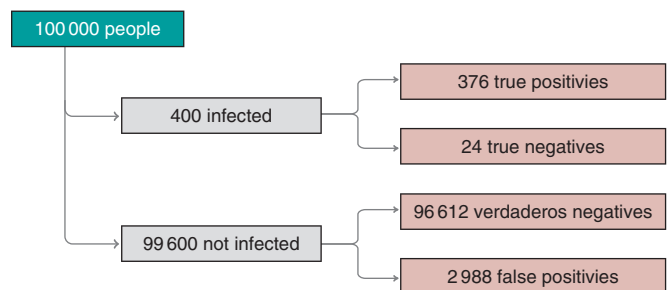 100 000 people
376 true positivies
400 infected
24 true negatives
96 612 verdaderos negatives
99 600 not infected
2 988 false positivies